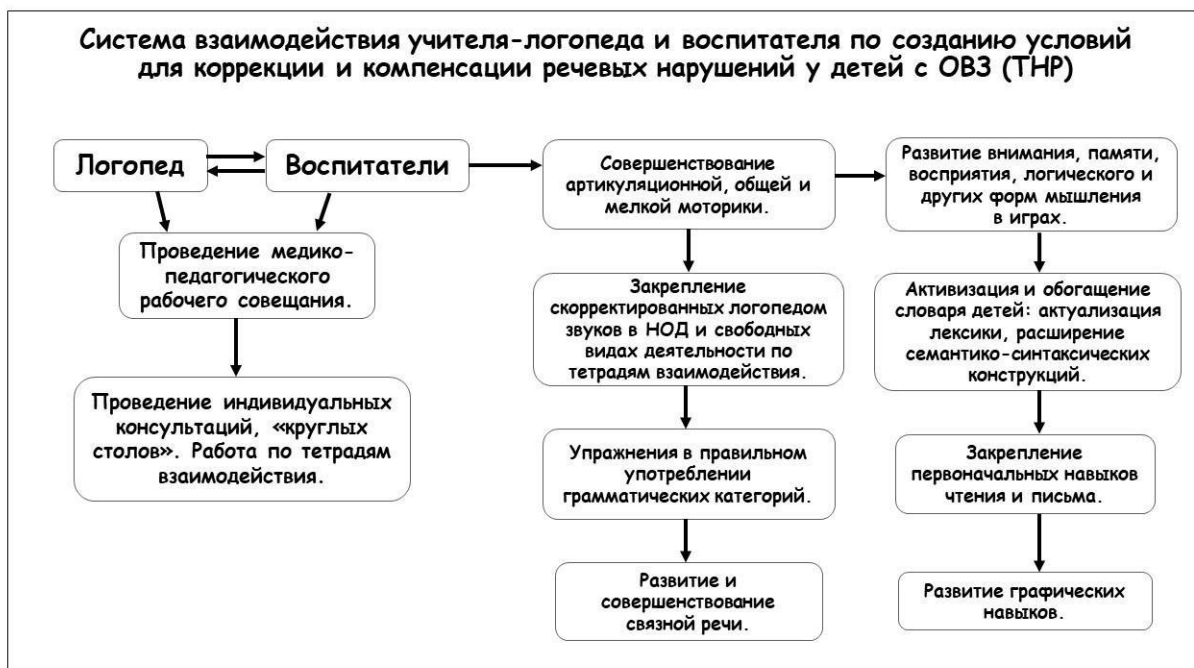 Система взаимодействия учителя-логопеда и воспитателя по созданию условий
для коррекции и компенсации речевых нарушений у детей с ОВЗ (ТНР)
Логопед
Воспитатели
Проведение медико-
педагогического
рабочего совещания.
Проведение индивидуальных
консультаций, «круглых
столов». Работа по тетрадям
взаимодействия.
Совершенствование
артикуляционной, общей и
мелкой моторики.
Закрепление
скорректированных логопедом
звуков в НОД и свободных
видах деятельности по
тетрадям взаимодействия.
Упражнения в правильном
употреблении
грамматических категорий.
Развитие и
совершенствование
связной речи.
Развитие внимания, памяти,
восприятия, логического и
других форм мышления
в играх.
Активизация и обогащение
словаря детей: актуализация
лексики, расширение
семантико-синтаксических
конструкций.
Закрепление
первоначальных навыков
чтения и письма.
Развитие графических
навыков.